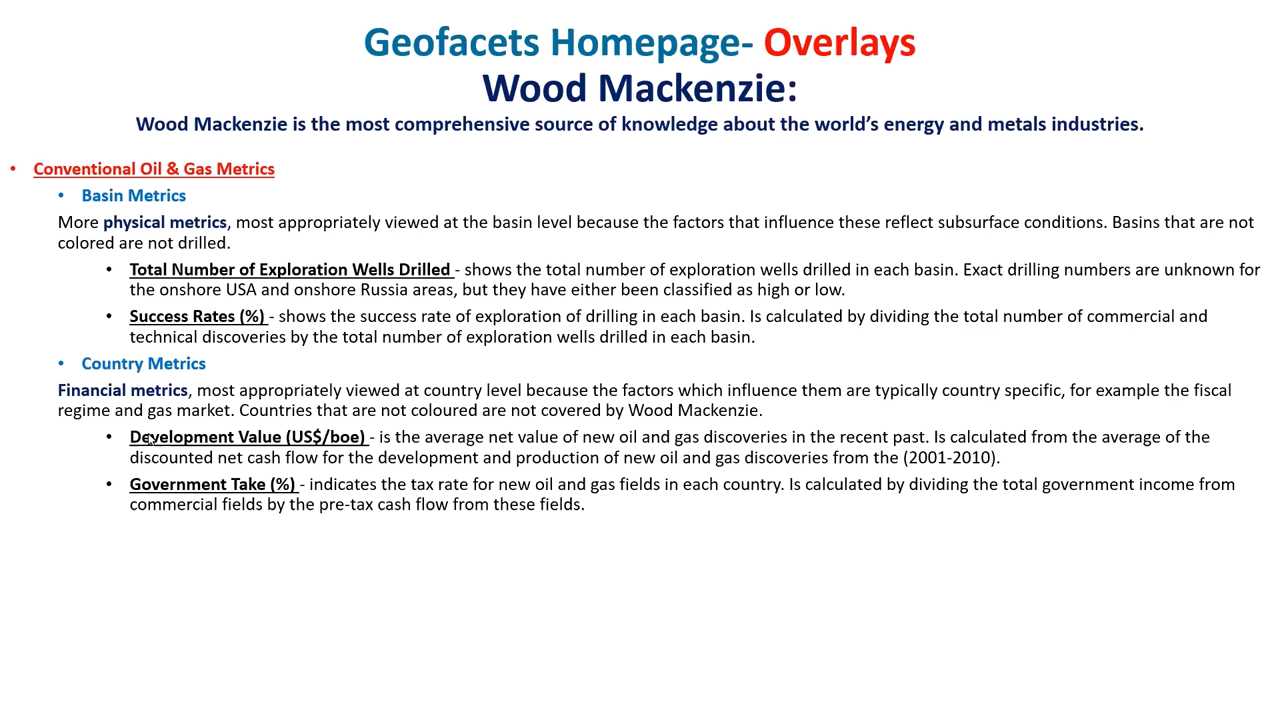 Geofacets Homepage- Overlays
Wood Mackenzie:
Wood Mackenzie is the most comprehensive source of knowledge about the world’s energy and metals industries.
• Conventional Oil & Gas Metrics
• Basin Metrics
More physical metrics, most appropriately viewed at the basin level because the factors that influence these reflect subsurface conditions. Basins that are not
colored are not drilled.
• Total Number of Exploration Wells Drilled - shows the total number of exploration wells drilled in each basin. Exact drilling numbers are unknown for
the onshore USA and onshore Russia areas, but they have either been classified as high or low.
• Success Rates (%) - shows the success rate of exploration of drilling in each basin. Is calculated by dividing the total number of commercial and
technical discoveries by the total number of exploration wells drilled in each basin.
• Country Metrics
Financial metrics, most appropriately viewed at country level because the factors which influence them are typically country specific, for example the fiscal
regime and gas market. Countries that are not coloured are not covered by Wood Mackenzie.
• Development Value (US$/boe) - is the average net value of new oil and gas discoveries in the recent past. Is calculated from the average of the
discounted net cash flow for the development and production of new oil and gas discoveries from the (2001-2010).
• Government Take (%) - indicates the tax rate for new oil and gas fields in each country. Is calculated by dividing the total government income from
commercial fields by the pre-tax cash flow from these fields.